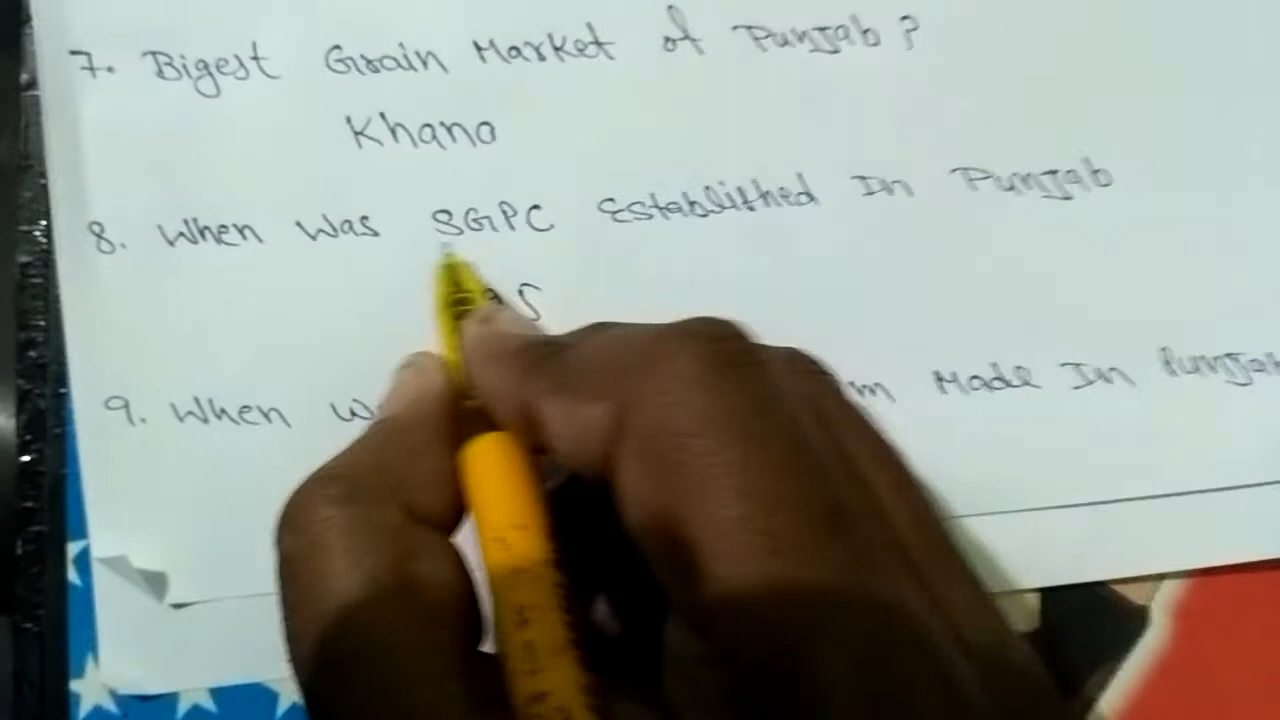 7. Bigest Grain Market of Punjab?
Khana
8. When Was SGPC Established In Punjab
9. When m Made In Punjab